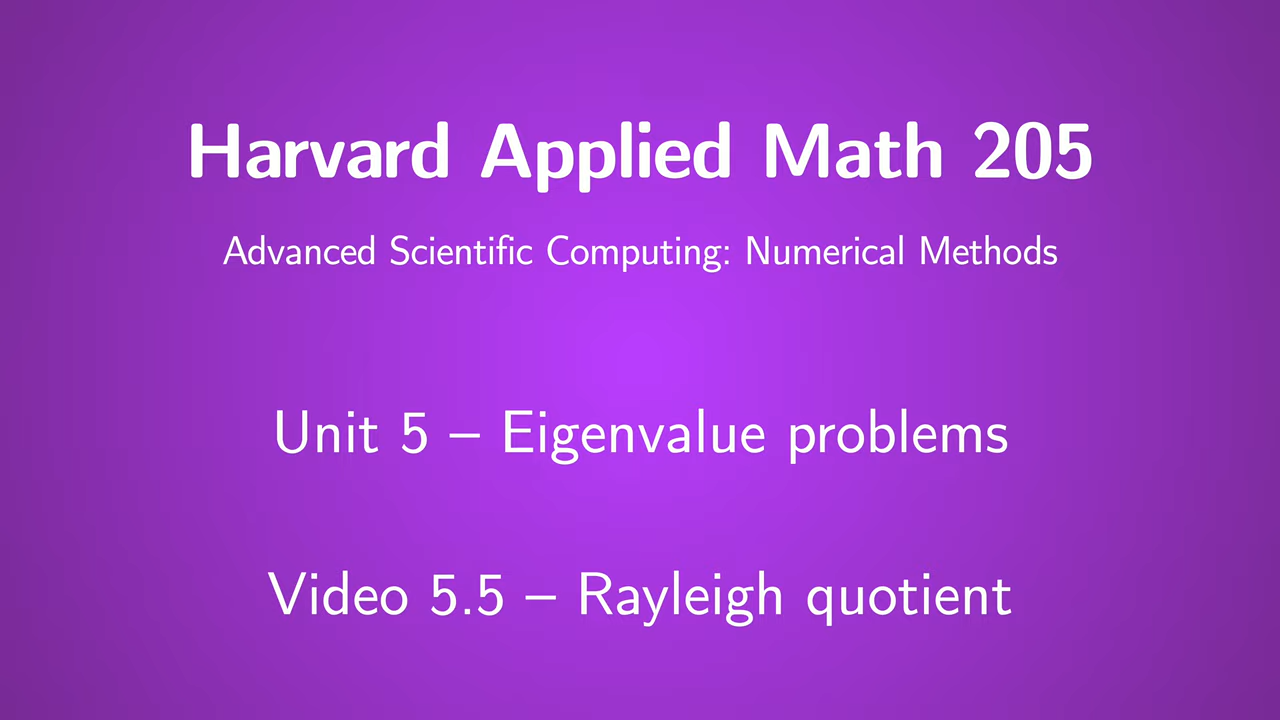 Harvard Applied Math 205
Advanced Scientific Computing: Numerical Methods
Unit 5 – Eigenvalue problems
Video 5.5 – Rayleigh quotient